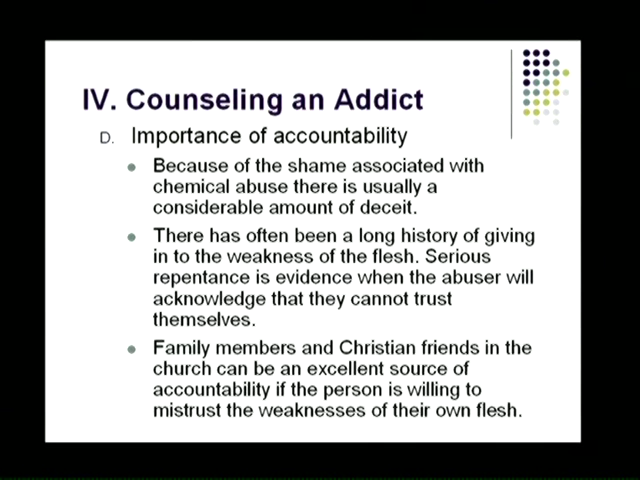 IV. Counseling an Addict
D. Importance of accountability
Because of the shame associated with
chemical abuse there is usually a
considerable amount of deceit.
There has often been a long history of giving
in to the weakness of the flesh. Serious
repentance is evidence when the abuser will
acknowledge that they cannot trust
themselves.
Family members and Christian friends in the
church can be an excellent source of
accountability if the person is willing to
mistrust the weaknesses of their own flesh.